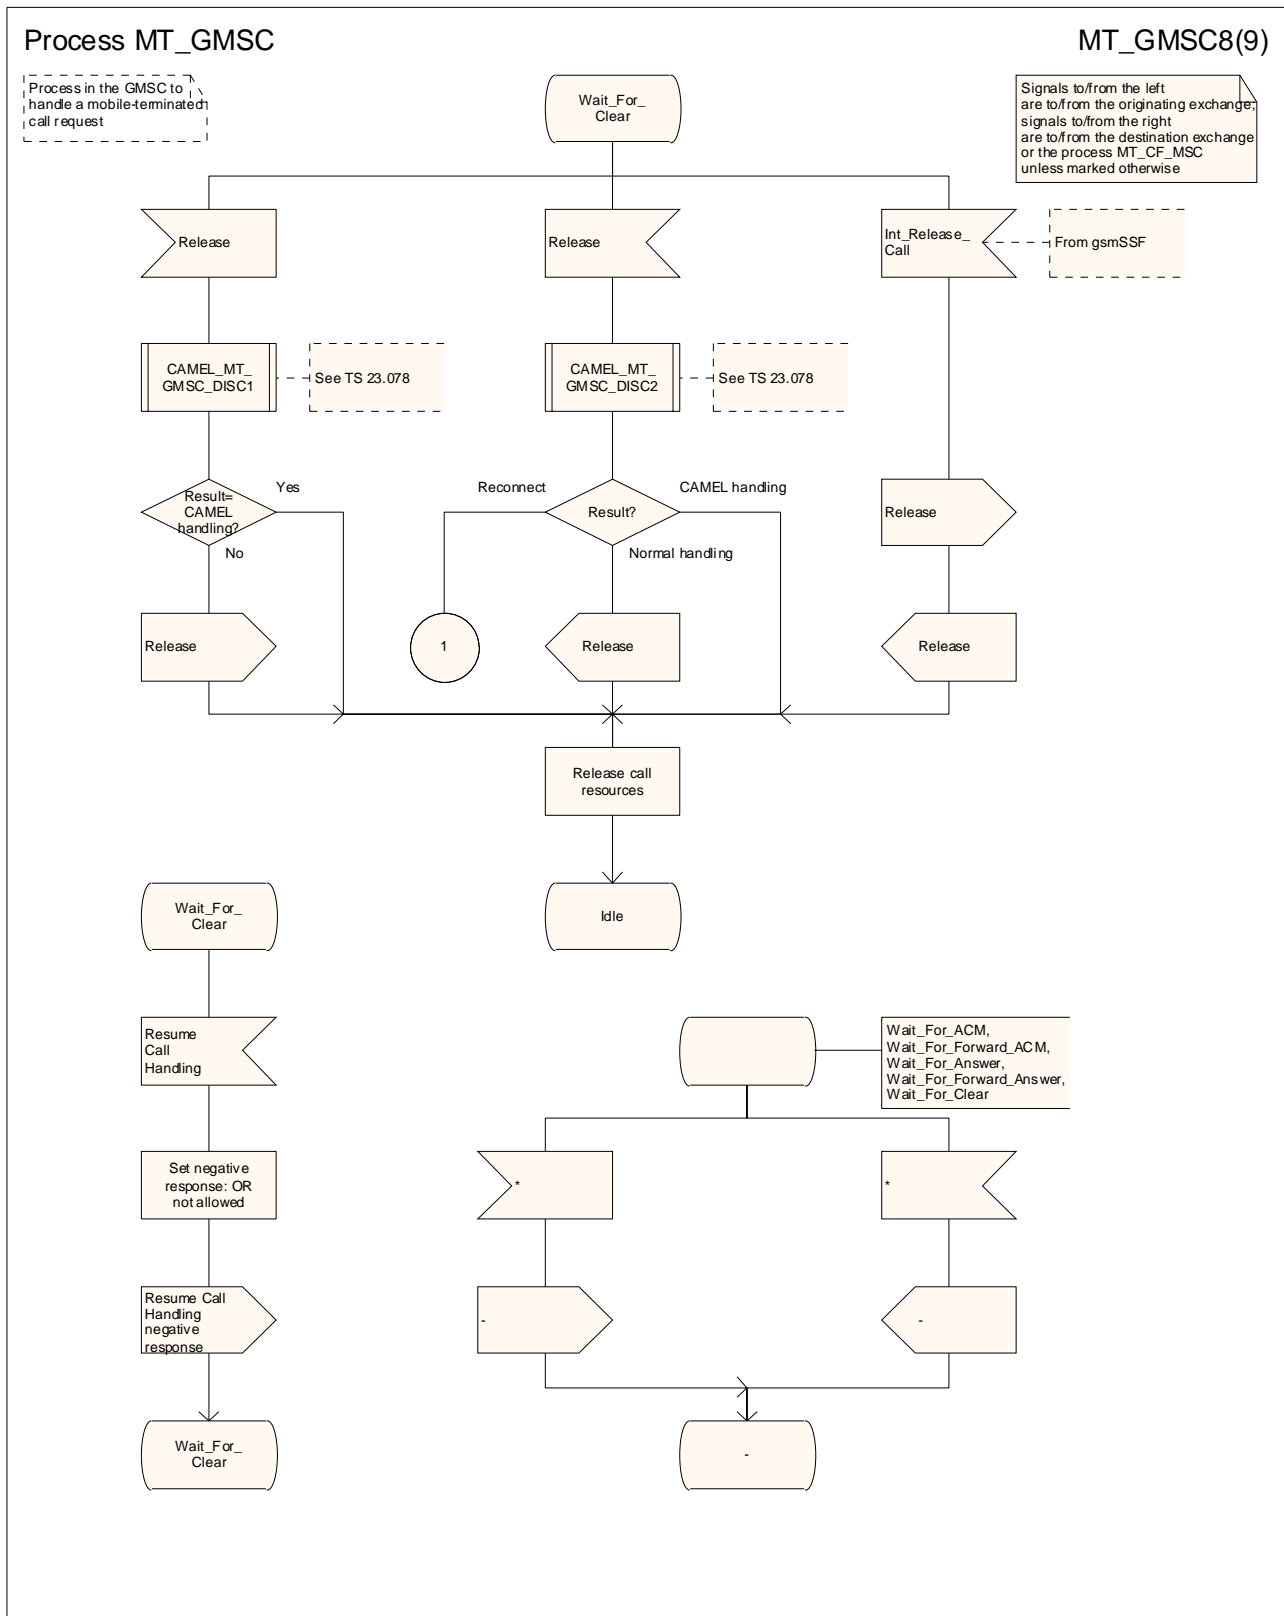 Process MT_GMSC
MT_GMSC8(9)
Process in the GMSC to
handle a mobile-terminated
call request
Signals to/from the left
are to/from the originating exchange;
signals to/from the right
are to/from the destination exchange
or the process MT_CF_MSC
unless marked otherwise
Wait_For_
Clear
Release
Release
Int_Release_
Call
From gsmSSF
CAMEL_MT_
GMSC_DISC1
See TS 23.078
CAMEL_MT_
GMSC_DISC2
See TS 23.078
Result=
CAMEL
handling?
Yes
No
Reconnect
Result?
CAMEL handling
Normal handling
Release
Release
1
Release
Release
Release call
resources
Idle
Wait_For_
Clear
Resume
Call
Handling
Set negative
response: OR
not allowed
Resume Call
Handling
negative
response
Wait_For_
Clear
Wait_For_ACM,
Wait_For_Forward_ACM,
Wait_For_Answer,
Wait_For_Forward_Answer,
Wait_For_Clear
*
*
-
-
-